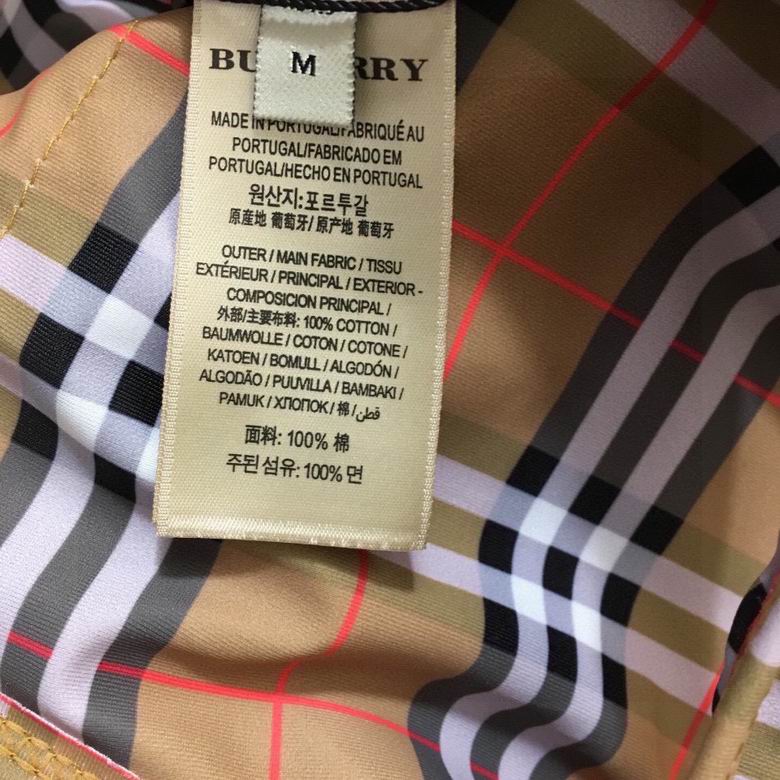 BU RRY
M
MADE IN PORTUGAL/FABRIQUÉ AU
PORTUGAL/FABRICADO EM
PORTUGAL/HECHO EN PORTUGAL
원산지:포르투갈
原産地 葡萄牙/ 原产地 葡萄牙
OUTER / MAIN FABRIC / TISSU
EXTÉRIEUR / PRINCIPAL / EXTERIOR -
COMPOSICION PRINCIPAL /
外部/主要布料: 100% COTTON /
BAUMWOLLE / COTON / COTONE /
KATOEN / BOMULL / ALGODÓN /
ALGODÃO / PUUVILLA / BAMBAKI /
PAMUK / ХЛОПОК / 棉 / قطن
面料: 100% 棉
주된 섬유: 100% 면